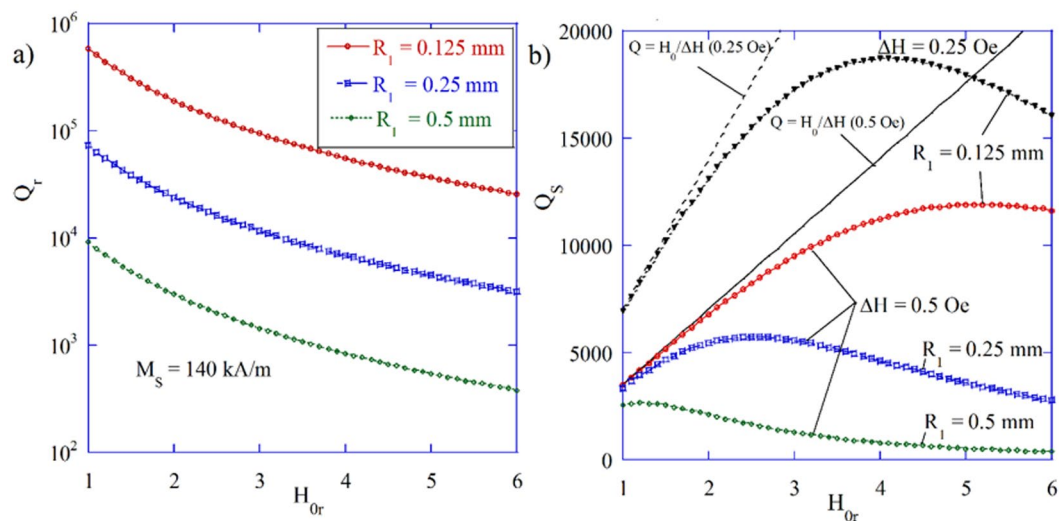 a)
10^6
10^5
10^4
10^3
10^2
Q_r
R_1 = 0.125 mm
R_1 = 0.25 mm
R_1 = 0.5 mm
M_S = 140 kA/m
1 2 3 4 5 6
H_0r
b)
20000
15000
10000
5000
0
Q_S
Q = H_0/ΔH (0.25 Oe)
ΔH = 0.25 Oe
Q = H_0/ΔH (0.5 Oe)
R_1 = 0.125 mm
ΔH = 0.5 Oe
R_1 = 0.25 mm
R_1 = 0.5 mm
1 2 3 4 5 6
H_0r